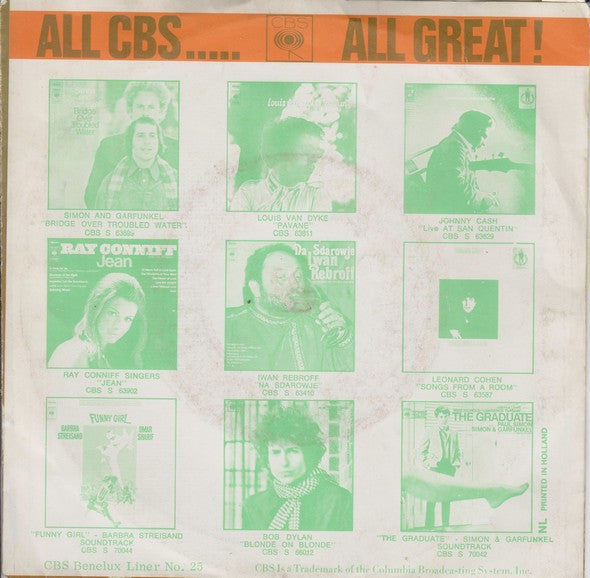 ALL CBS..... CBS ALL GREAT!
Bridge
Over
Troubled
Water
SIMON AND GARFUNKEL
"BRIDGE OVER TROUBLED WATER"
CBS S 63699
LOUIS VAN DYKE
"PAVANE"
CBS 63811
JOHNNY CASH
"Live AT SAN QUENTIN"
CBS S 63629
RAY CONNIFF
Jean
RAY CONNIFF SINGERS
"JEAN"
CBS S 63902
Na Sdarowje
Iwan
Rebroff
IWAN REBROFF
"NA SDAROWJE"
CBS S 63410
LEONARD COHEN
"SONGS FROM A ROOM"
CBS S 63587
FUNNY GIRL
BARBRA
STREISAND
OMAR
SHARIF
"FUNNY GIRL" - BARBRA STREISAND
SOUNDTRACK
CBS S 70044
BOB DYLAN
"BLONDE ON BLONDE"
CBS S 66012
THE GRADUATE
PAUL SIMON
SIMON & GARFUNKEL
"THE GRADUATE" - SIMON & GARFUNKEL
SOUNDTRACK
CBS S 70042
NL PRINTED IN HOLLAND
CBS Benelux Liner No. 25
CBS Is a Trademark of the Columbia Broadcasting System, Inc.